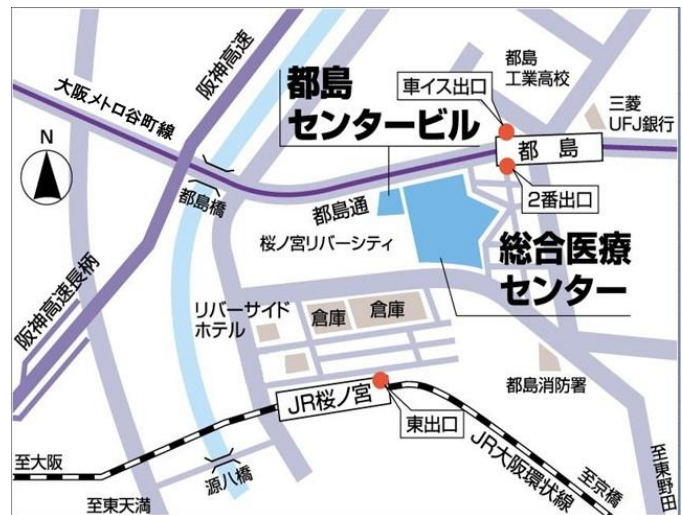 大阪メトロ谷町線
阪神高速
都島
センタービル
車イス出口
都島
工業高校
三菱
UFJ銀行
N
都島
2番出口
都島橋
都島通
桜ノ宮リバーシティ
総合医療
センター
阪神高速長柄
リバーサイド
ホテル
倉庫
倉庫
都島消防署
JR桜ノ宮
東出口
JR大阪環状線
至京橋
至東野田
至大阪
源八橋
至東天満